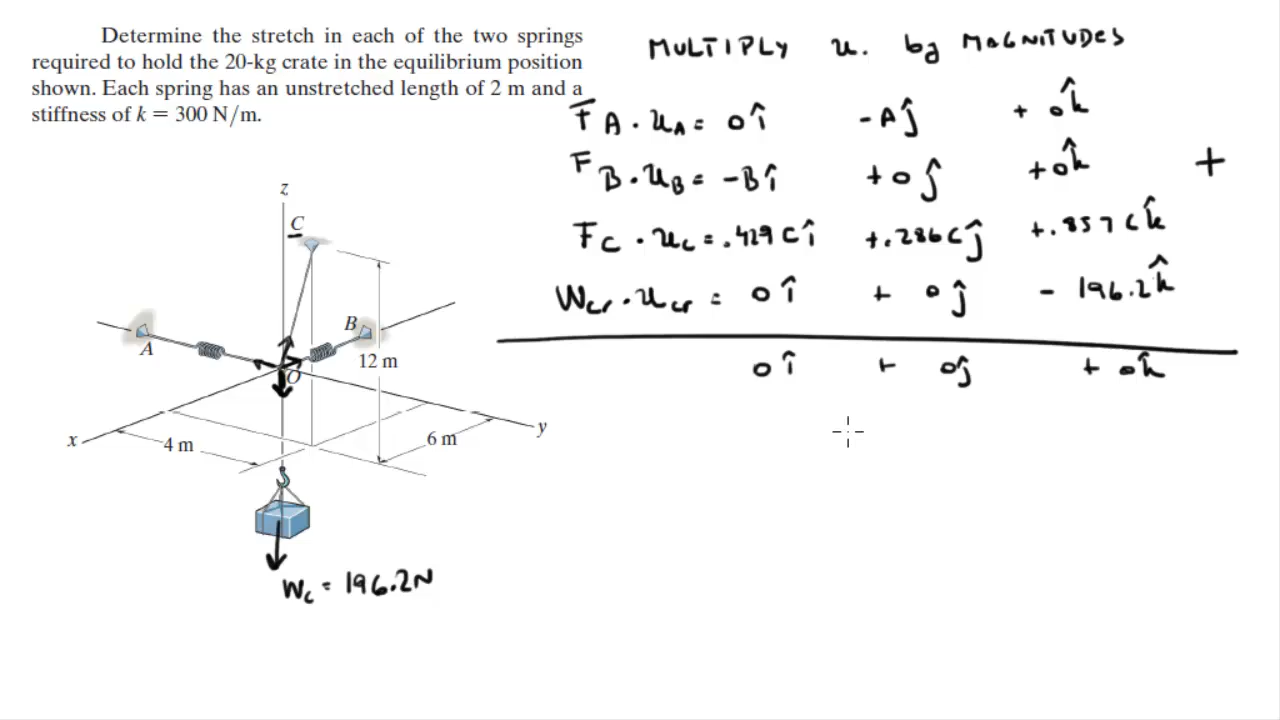 Determine the stretch in each of the two springs
required to hold the 20-kg crate in the equilibrium position
shown. Each spring has an unstretched length of 2 m and a
stiffness of k = 300 N/m.
MULTIPLY u. by MAGNITUDES
FA · uA = 0î -Aĵ + 0k̂
FB · uB = -Bî + 0ĵ + 0k̂ +
FC · uC = .429Cî +.286Cĵ +.857Ck̂
Wcr · ucr = 0î + 0ĵ - 196.2k̂
0î + 0ĵ + 0k̂
z
C
B
A
O
12 m
x
4 m
6 m
y
Wc = 196.2N